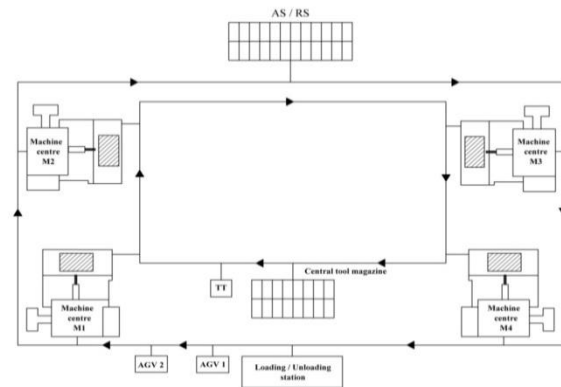 AS / RS
Machine
centre
M2
Machine
centre
M3
Central tool magazine
TT
Machine
centre
M1
Machine
centre
M4
AGV 2
AGV 1
Loading / Unloading
station